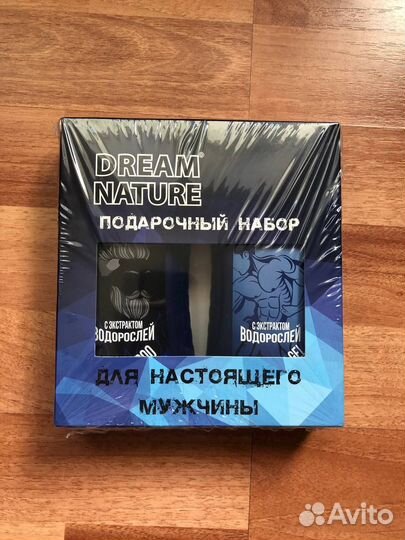 DREAM®
NATURE
ПОДАРОЧНЫЙ НАБОР
С ЭКСТРАКТОМ
ВОДОРОСЛЕЙ
С ЭКСТРАКТОМ
ВОДОРОСЛЕЙ
ДЛЯ НАСТОЯЩЕГО
МУЖЧИНЫ
Avito